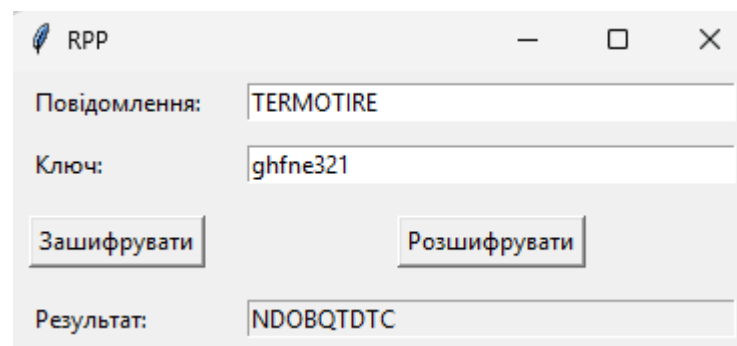 RPP
Повідомлення: TERMOTIRE
Ключ: ghfne321
Зашифрувати Розшифрувати
Результат: NDOBQTDTC